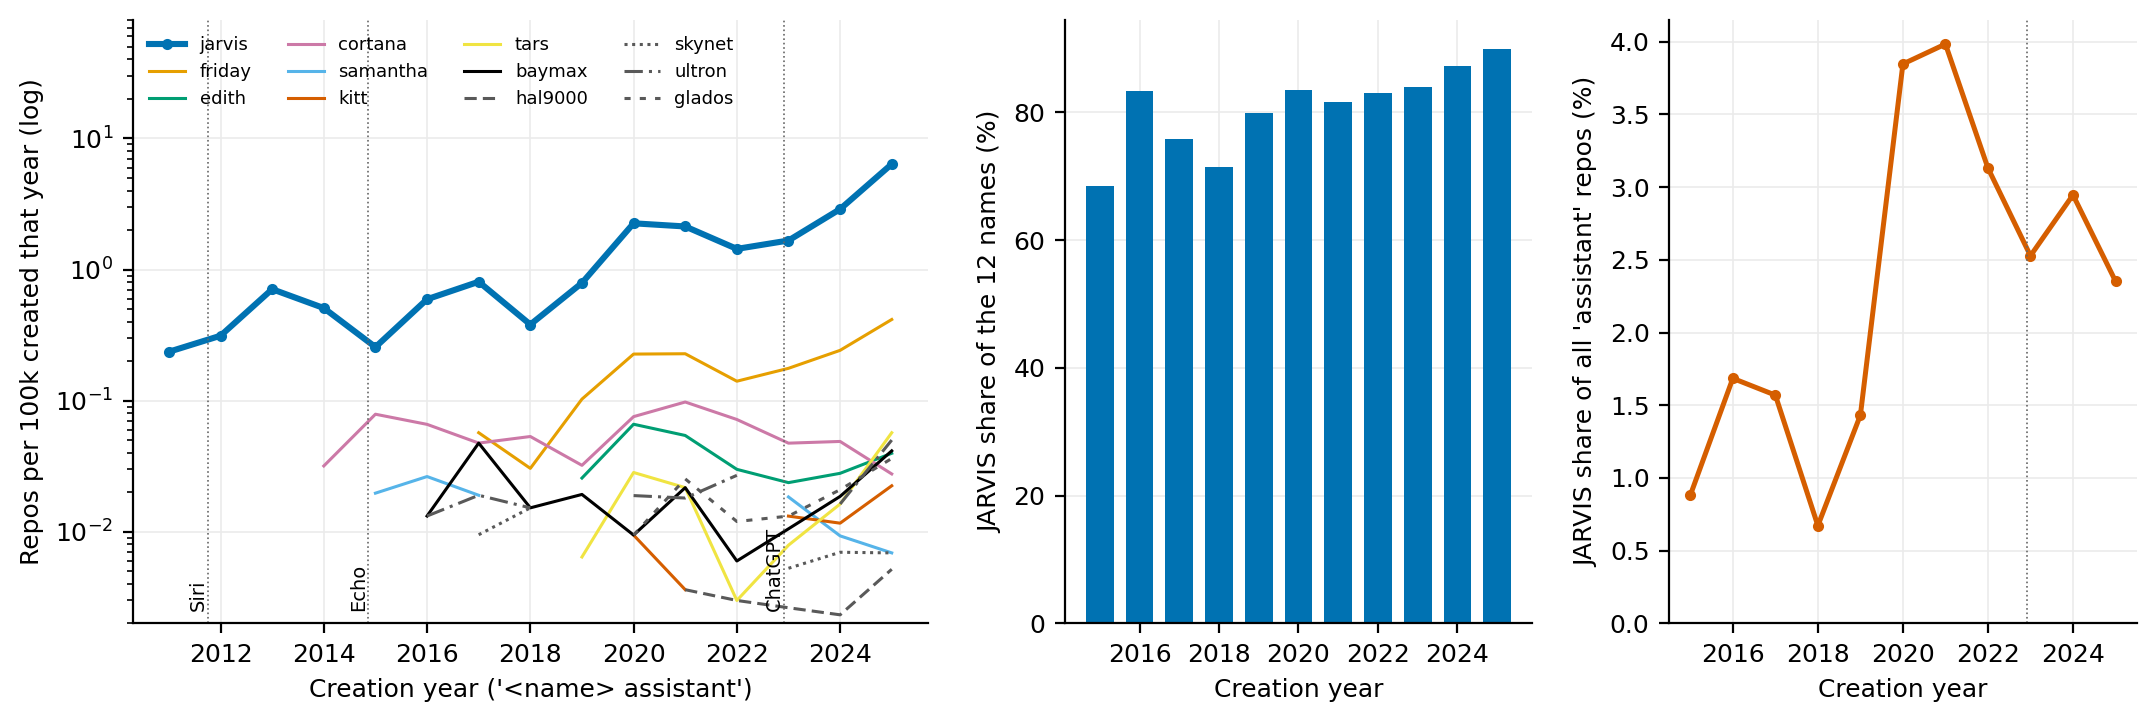 jarvis
friday
edith
cortana
samantha
kitt
tars
baymax
hal9000
skynet
ultron
glados
Repos per 100k created that year (log)
10¹
10⁰
10⁻¹
10⁻²
Siri
Echo
ChatGPT
2012 2014 2016 2018 2020 2022 2024
Creation year ('<name> assistant')
JARVIS share of the 12 names (%)
80
60
40
20
0
2016 2018 2020 2022 2024
Creation year
JARVIS share of all 'assistant' repos (%)
4.0
3.5
3.0
2.5
2.0
1.5
1.0
0.5
0.0
2016 2018 2020 2022 2024
Creation year